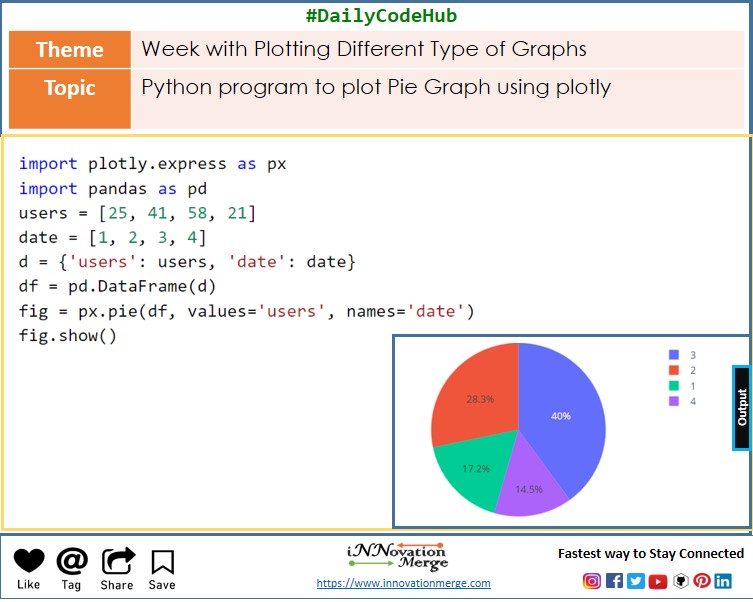 #DailyCodeHub
Theme
Week with Plotting Different Type of Graphs
Topic
Python program to plot Pie Graph using plotly
import plotly.express as px
import pandas as pd
users = [25, 41, 58, 21]
date = [1, 2, 3, 4]
d = {'users': users, 'date': date}
df = pd.DataFrame(d)
fig = px.pie(df, values='users', names='date')
fig.show()
40%
28.3%
17.2%
14.5%
3
2
1
4
Output
Like
Tag
Share
Save
iNNovation
Merge
https://www.innovationmerge.com
Fastest way to Stay Connected